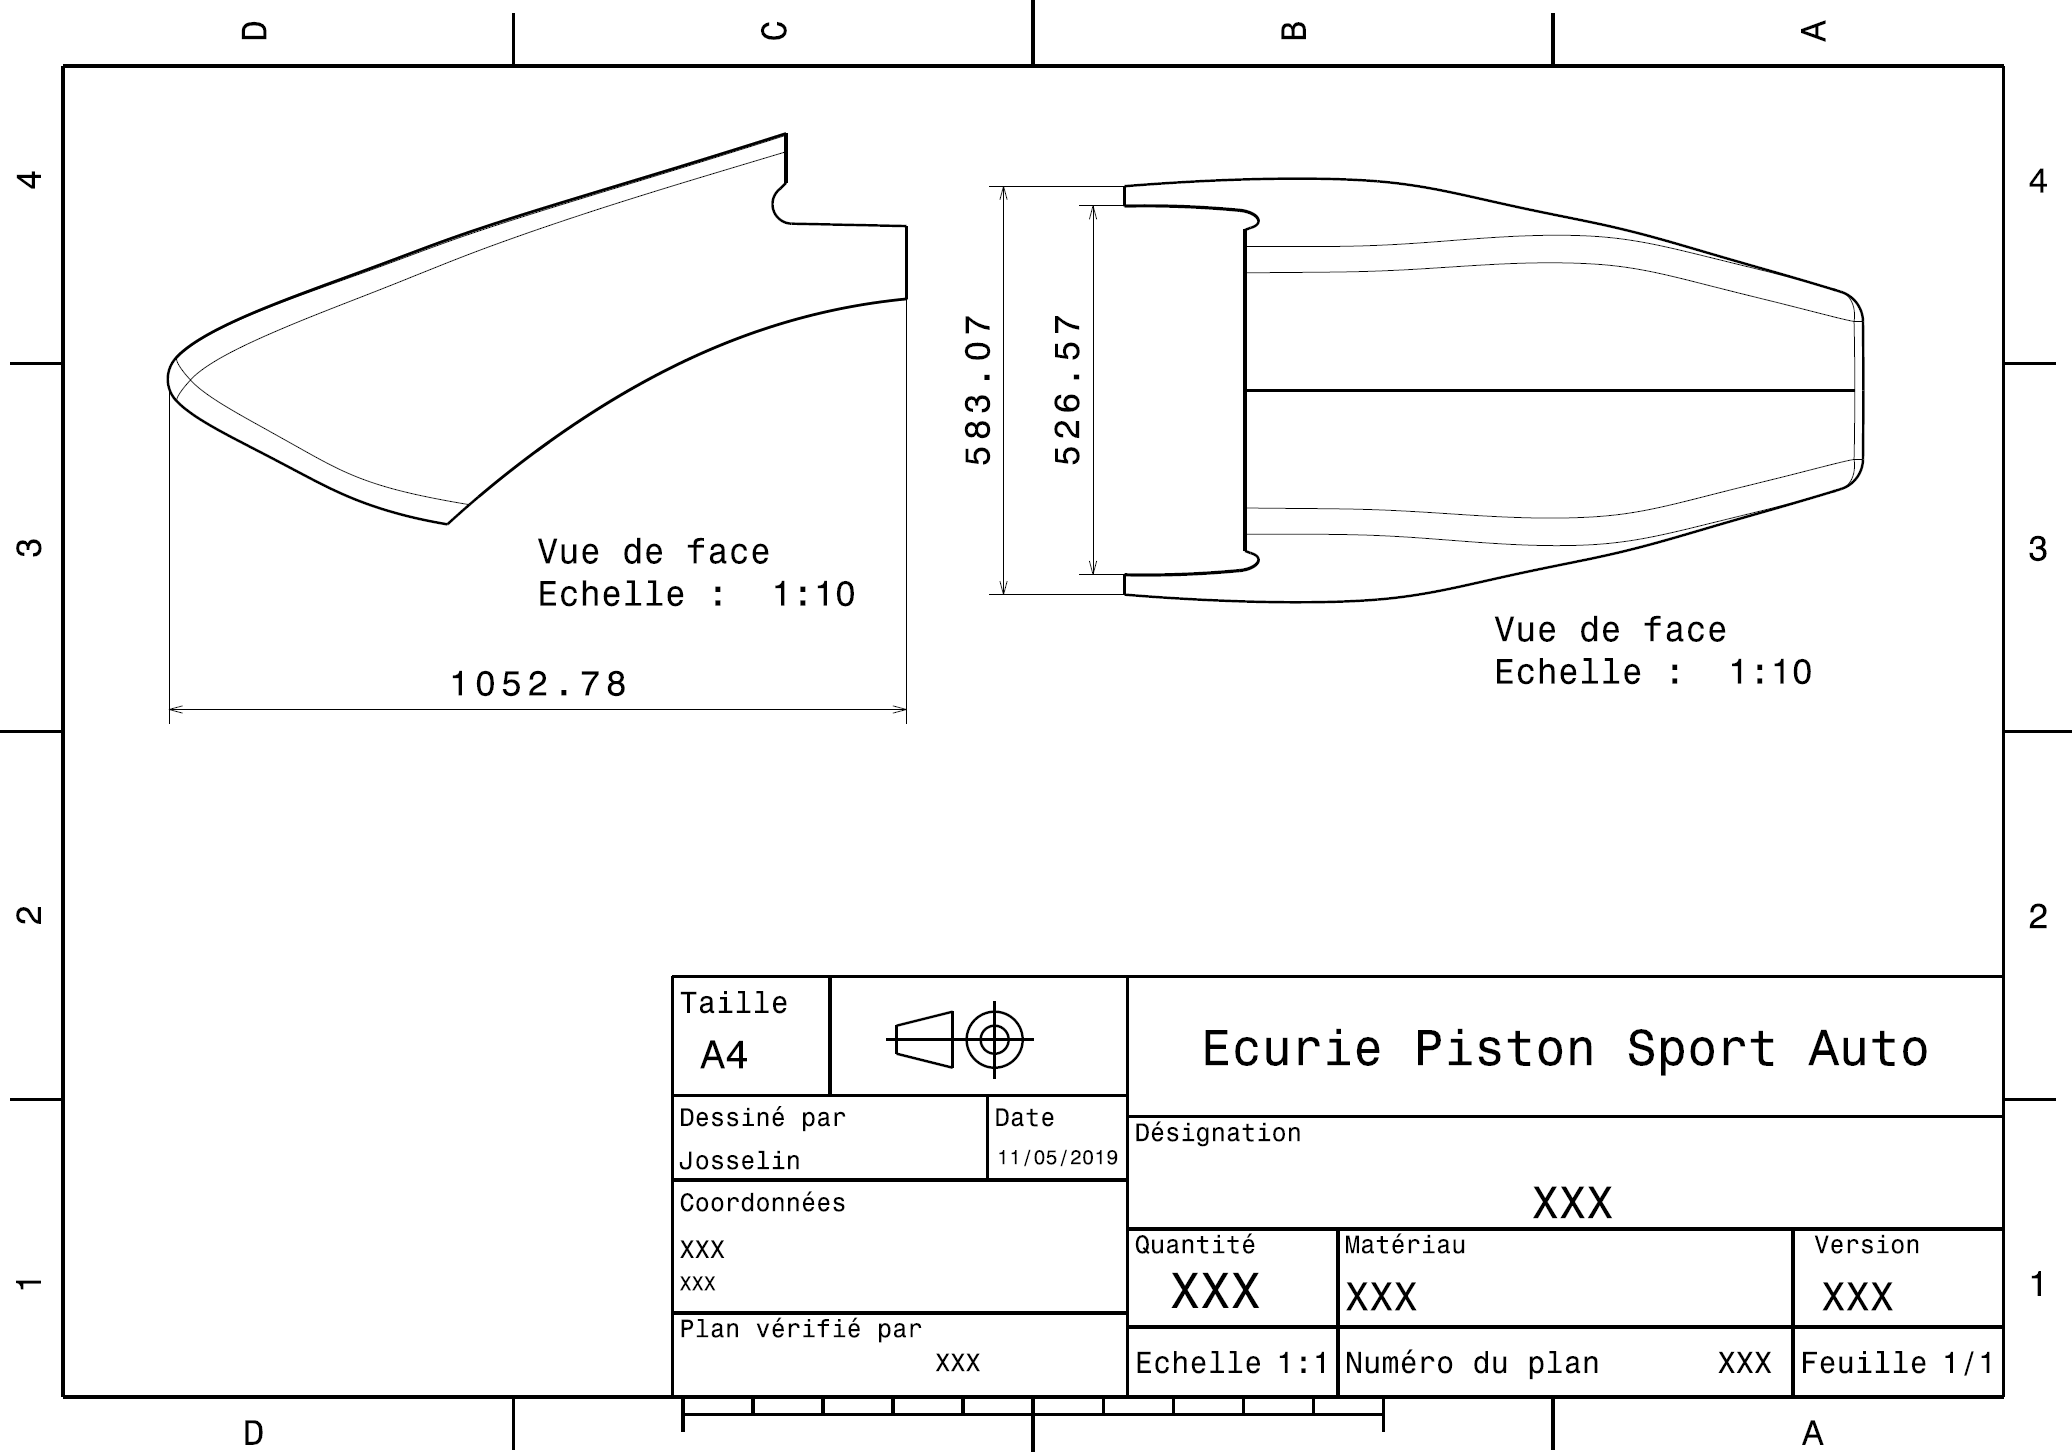 D C B A
4 4
583.07
526.57
Vue de face
Echelle : 1:10
Vue de face
Echelle : 1:10
3 3
1052.78
2 2
Taille
A4
Ecurie Piston Sport Auto
Dessiné par
Josselin
Date
11/05/2019
Désignation
XXX
Coordonnées
XXX
XXX
Quantité
XXX
Matériau
XXX
Version
XXX
1 1
Plan vérifié par
XXX
Echelle 1:1
Numéro du plan XXX
Feuille 1/1
D A